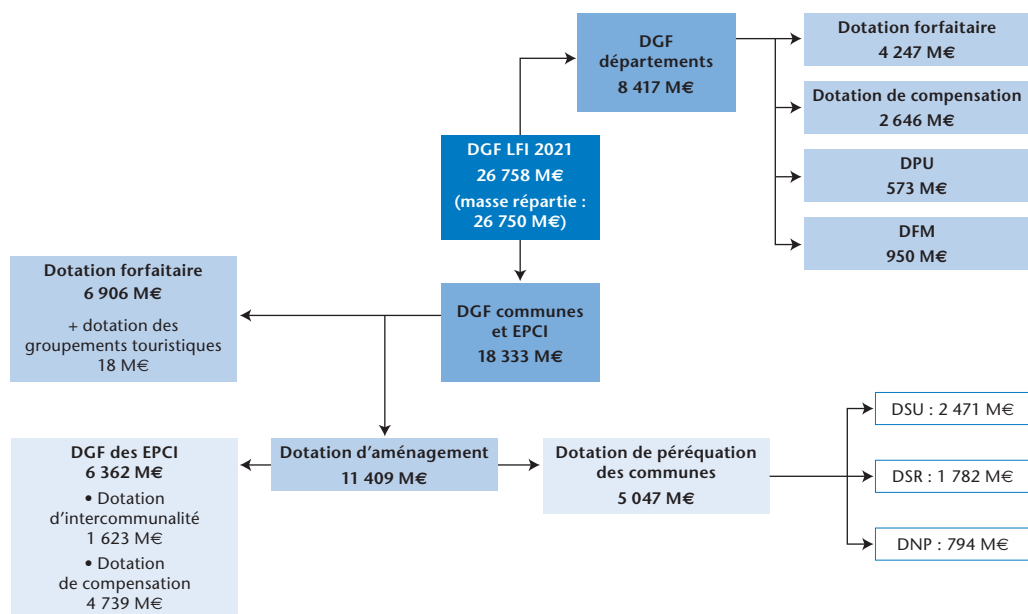 DGF
départements
8 417 M€
Dotation forfaitaire
4 247 M€
Dotation de compensation
2 646 M€
DPU
573 M€
DFM
950 M€
DGF LFI 2021
26 758 M€
(masse répartie :
26 750 M€)
Dotation forfaitaire
6 906 M€
+ dotation des
groupements touristiques
18 M€
DGF communes
et EPCI
18 333 M€
DGF des EPCI
6 362 M€
• Dotation
d'intercommunalité
1 623 M€
• Dotation
de compensation
4 739 M€
Dotation d'aménagement
11 409 M€
Dotation de péréquation
des communes
5 047 M€
DSU : 2 471 M€
DSR : 1 782 M€
DNP : 794 M€